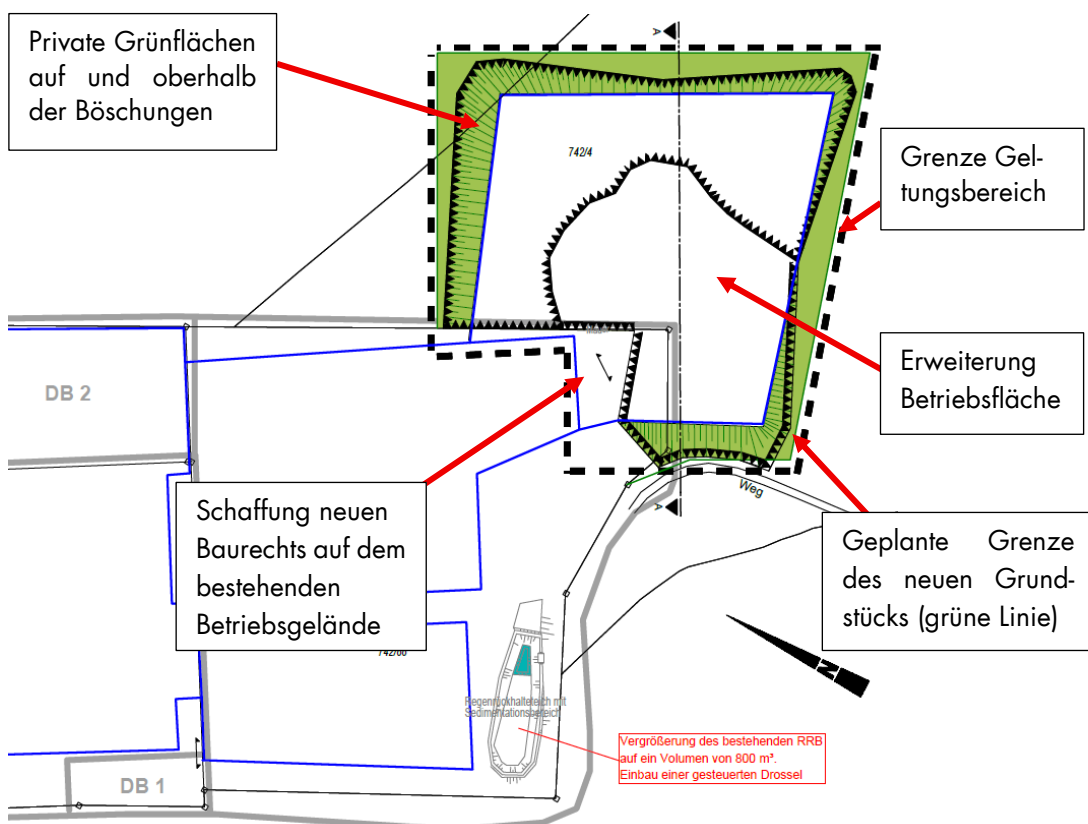 Private Grünflächen
auf und oberhalb
der Böschungen
A
742/4
Grenze Gel-
tungsbereich
Erweiterung
Betriebsfläche
DB 2
Schaffung neuen
Baurechts auf dem
bestehenden
Betriebsgelände
A
Weg
Geplante Grenze
des neuen Grund-
stücks (grüne Linie)
N
Regenrückhalteteich mit
Sedimentationsbereich
Vergrößerung des bestehenden RRB
auf ein Volumen von 800 m³.
Einbau einer gesteuerten Drossel
DB 1